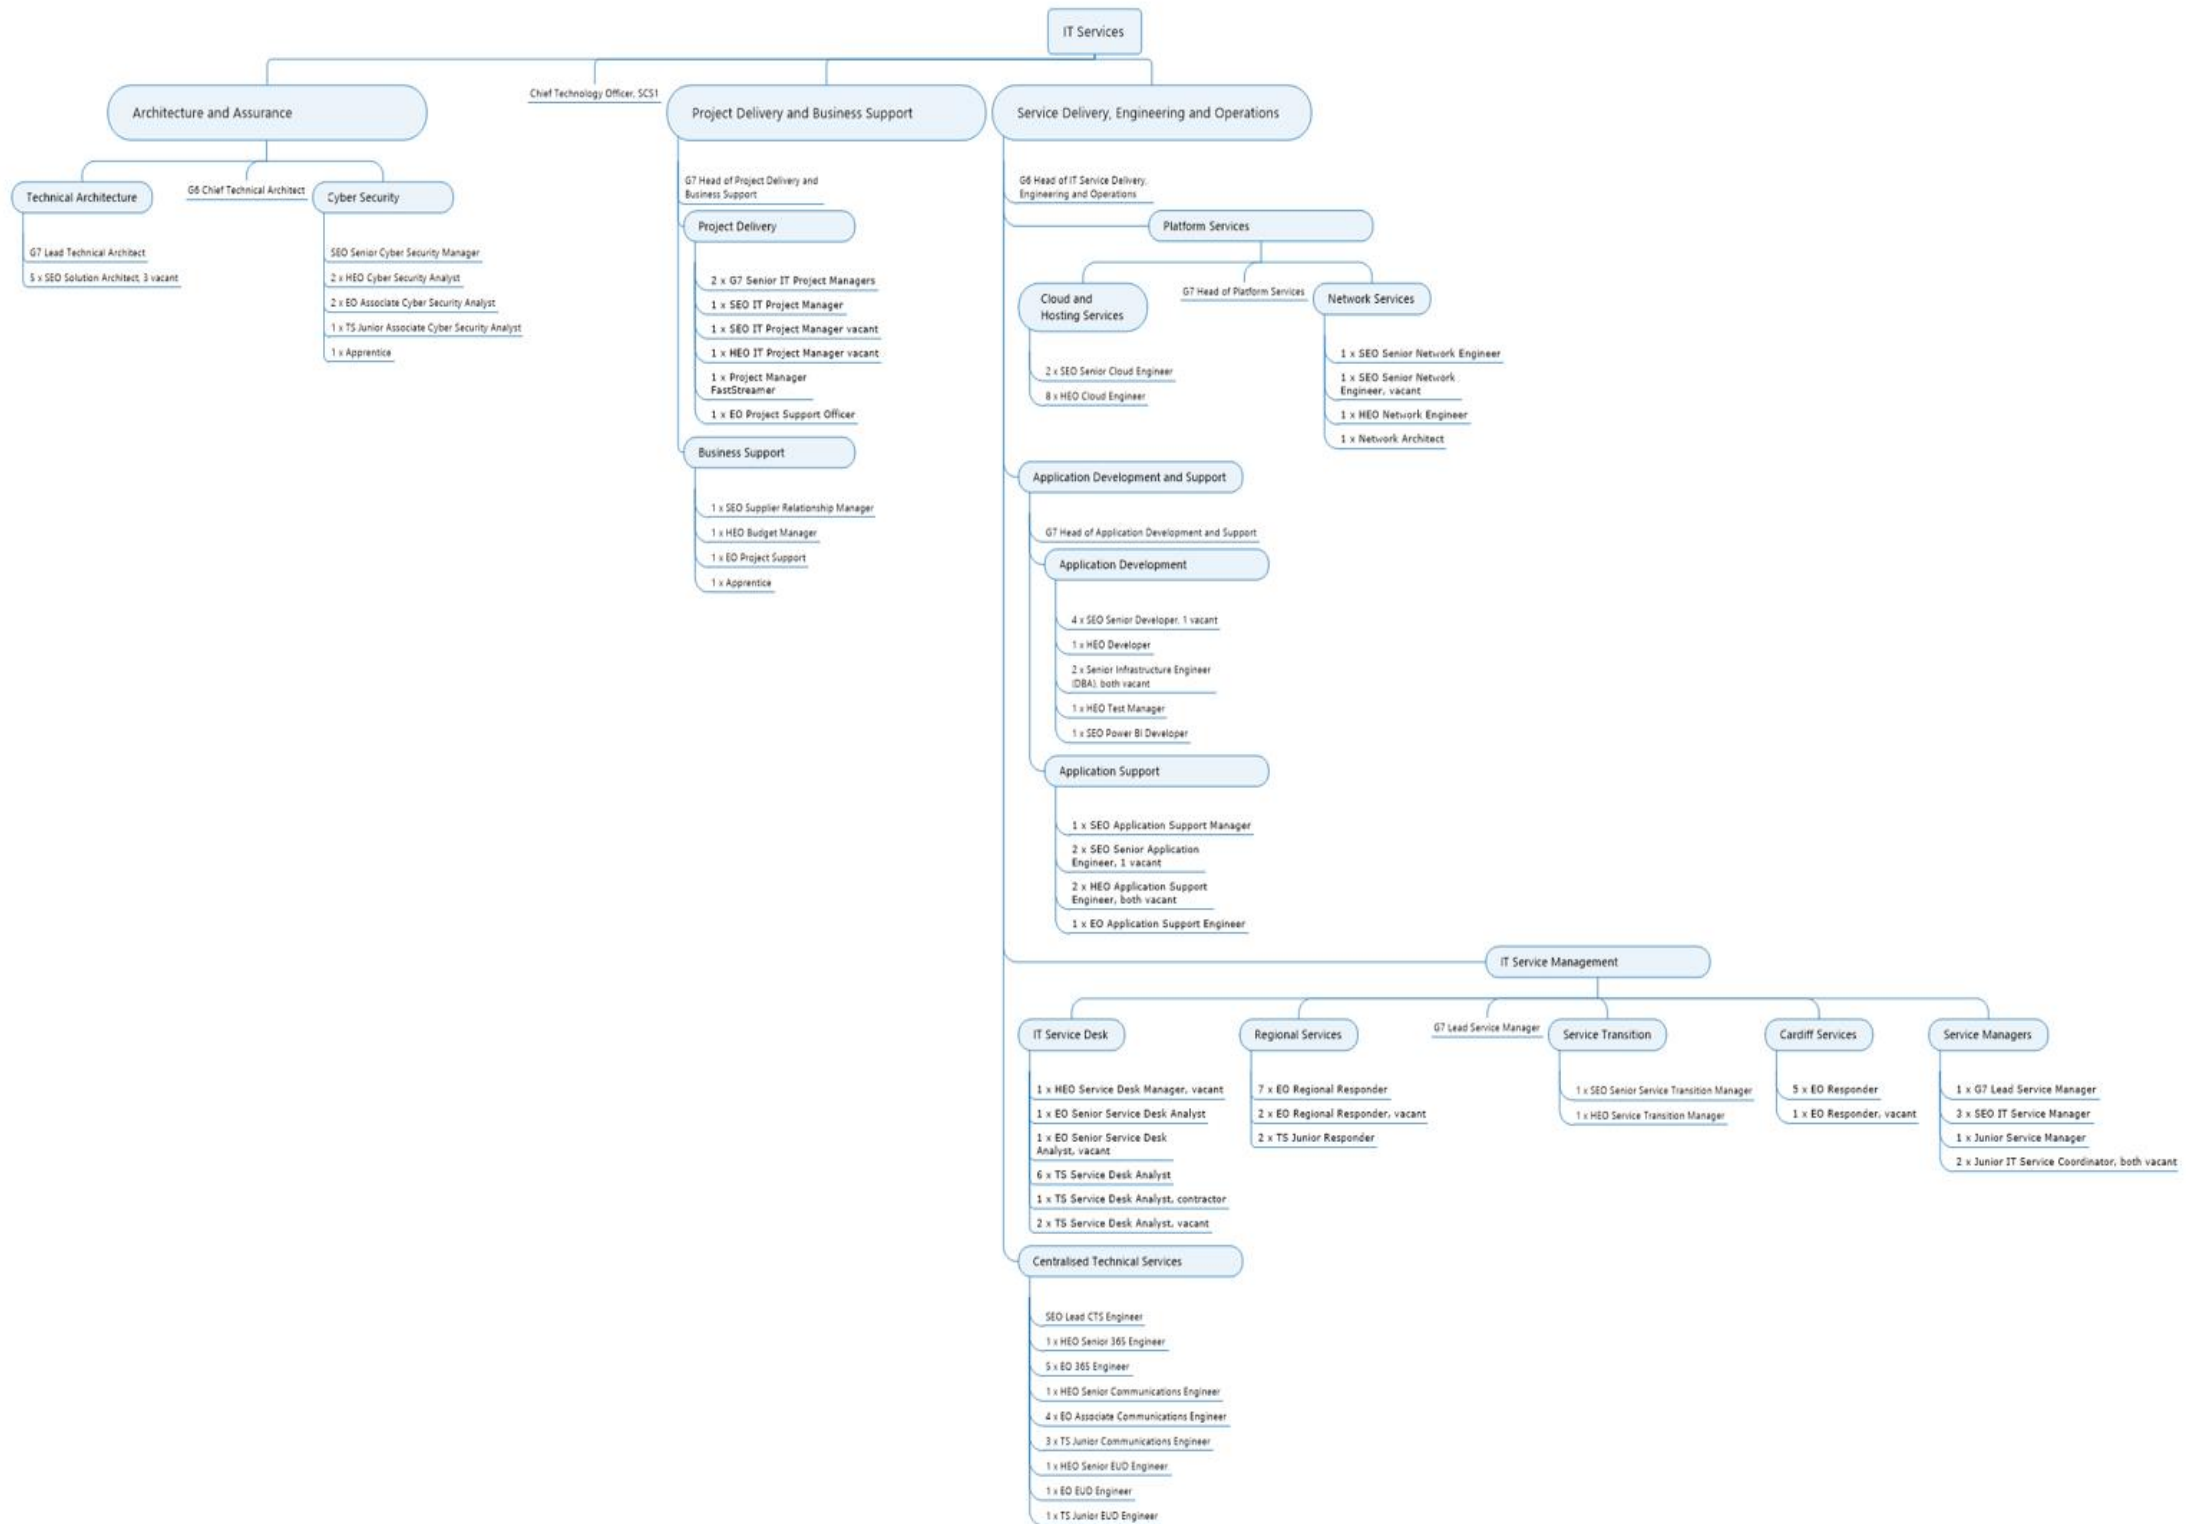 IT Services
Architecture and Assurance
Chief Technology Officer, SCS1
Project Delivery and Business Support
Service Delivery, Engineering and Operations
Technical Architecture
G6 Chief Technical Architect
Cyber Security
G7 Lead Technical Architect
5 x SEO Solution Architect, 3 vacant
SEO Senior Cyber Security Manager
2 x HEO Cyber Security Analyst
2 x EO Associate Cyber Security Analyst
1 x TS Junior Associate Cyber Security Analyst
1 x Apprentice
G7 Head of Project Delivery and
Business Support
Project Delivery
2 x G7 Senior IT Project Managers
1 x SEO IT Project Manager
1 x SEO IT Project Manager vacant
1 x HEO IT Project Manager vacant
1 x Project Manager
FastStreamer
1 x EO Project Support Officer
Business Support
1 x SEO Supplier Relationship Manager
1 x HEO Budget Manager
1 x EO Project Support
1 x Apprentice
G6 Head of IT Service Delivery,
Engineering and Operations
Platform Services
Cloud and
Hosting Services
G7 Head of Platform Services
Network Services
2 x SEO Senior Cloud Engineer
8 x HEO Cloud Engineer
1 x SEO Senior Network Engineer
1 x SEO Senior Network
Engineer, vacant
1 x HEO Network Engineer
1 x Network Architect
Application Development and Support
G7 Head of Application Development and Support
Application Development
4 x SEO Senior Developer, 1 vacant
1 x HEO Developer
2 x Senior Infrastructure Engineer
(DBA), both vacant
1 x HEO Test Manager
1 x SEO Power BI Developer
Application Support
1 x SEO Application Support Manager
2 x SEO Senior Application
Engineer, 1 vacant
2 x HEO Application Support
Engineer, both vacant
1 x EO Application Support Engineer
IT Service Management
IT Service Desk
Regional Services
G7 Lead Service Manager
Service Transition
Cardiff Services
Service Managers
1 x HEO Service Desk Manager, vacant
1 x EO Senior Service Desk Analyst
1 x EO Senior Service Desk
Analyst, vacant
6 x TS Service Desk Analyst
1 x TS Service Desk Analyst, contractor
2 x TS Service Desk Analyst, vacant
7 x EO Regional Responder
2 x EO Regional Responder, vacant
2 x TS Junior Responder
1 x SEO Senior Service Transition Manager
1 x HEO Service Transition Manager
5 x EO Responder
1 x EO Responder, vacant
1 x G7 Lead Service Manager
3 x SEO IT Service Manager
1 x Junior Service Manager
2 x Junior IT Service Coordinator, both vacant
Centralised Technical Services
SEO Lead CTS Engineer
1 x HEO Senior 365 Engineer
5 x EO 365 Engineer
1 x HEO Senior Communications Engineer
4 x EO Associate Communications Engineer
3 x TS Junior Communications Engineer
1 x HEO Senior EUD Engineer
1 x EO EUD Engineer
1 x TS Junior EUD Engineer